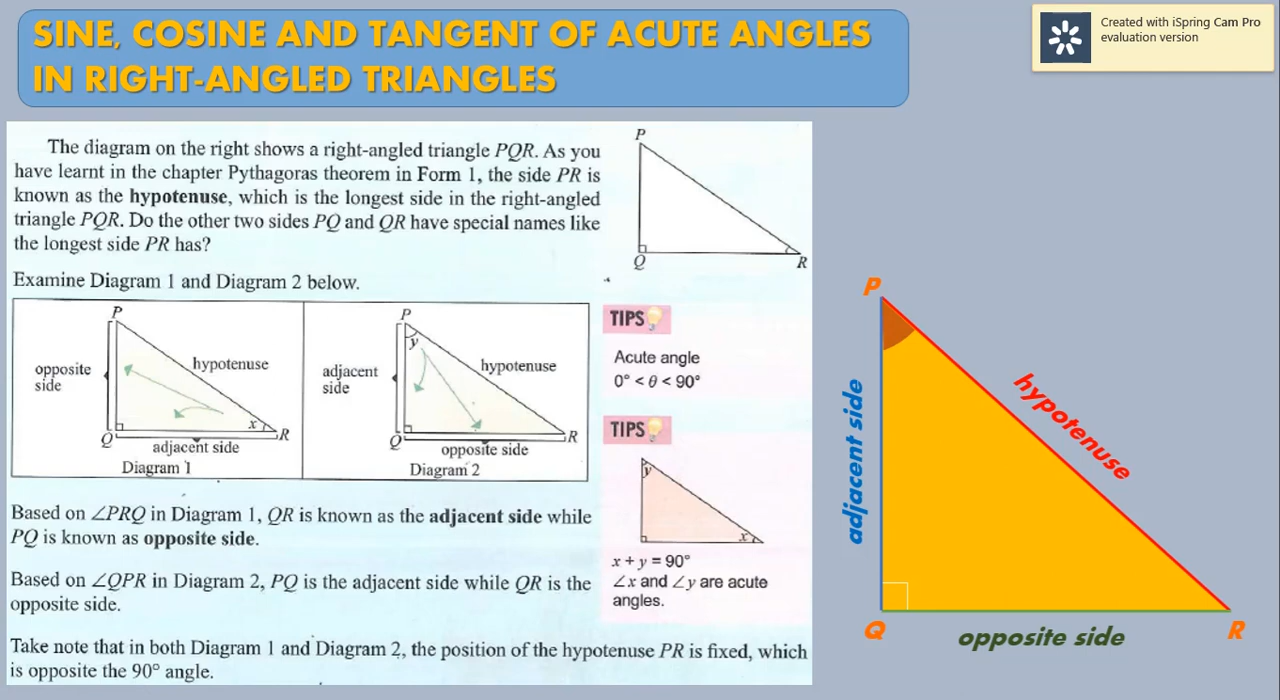 SINE, COSINE AND TANGENT OF ACUTE ANGLES
IN RIGHT-ANGLED TRIANGLES
Created with iSpring Cam Pro
evaluation version
The diagram on the right shows a right-angled triangle PQR. As you
have learnt in the chapter Pythagoras theorem in Form 1, the side PR is
known as the hypotenuse, which is the longest side in the right-angled
triangle PQR. Do the other two sides PQ and QR have special names like
the longest side PR has?
P
Q
R
Examine Diagram 1 and Diagram 2 below.
P
opposite
side
hypotenuse
x
Q
R
adjacent side
Diagram 1
P
y
adjacent
side
hypotenuse
Q
R
opposite side
Diagram 2
TIPS
Acute angle
0° < θ < 90°
TIPS
y
x
x + y = 90°
∠x and ∠y are acute
angles.
Based on ∠PRQ in Diagram 1, QR is known as the adjacent side while
PQ is known as opposite side.
Based on ∠QPR in Diagram 2, PQ is the adjacent side while QR is the
opposite side.
Take note that in both Diagram 1 and Diagram 2, the position of the hypotenuse PR is fixed, which
is opposite the 90° angle.
P
adjacent side
hypotenuse
Q
opposite side
R